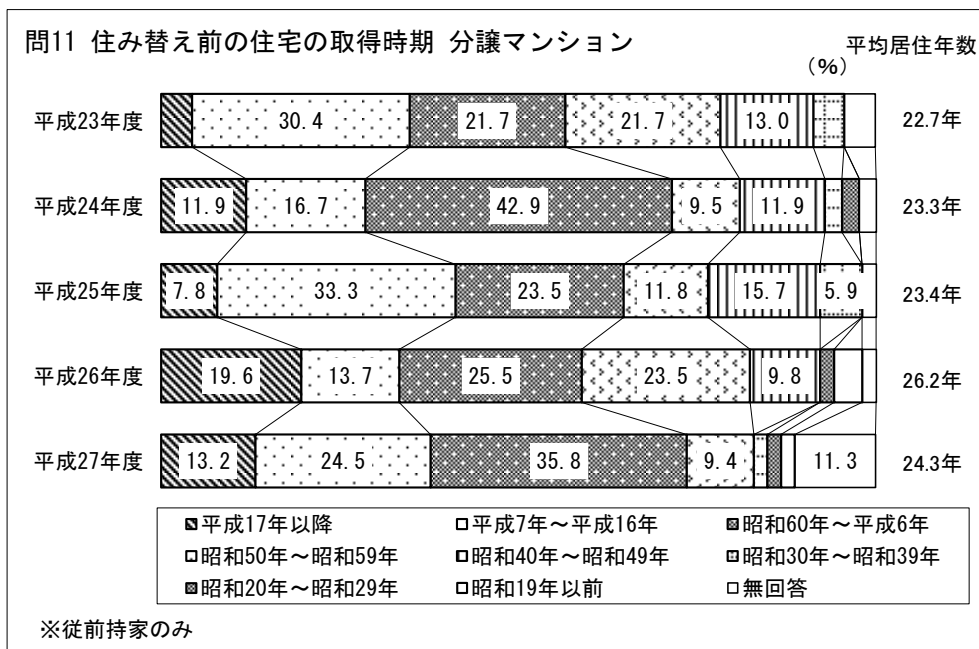 問11 住み替え前の住宅の取得時期 分譲マンション
平均居住年数
(%)
平成23年度 30.4 21.7 21.7 13.0 22.7年
平成24年度 11.9 16.7 42.9 9.5 11.9 23.3年
平成25年度 7.8 33.3 23.5 11.8 15.7 5.9 23.4年
平成26年度 19.6 13.7 25.5 23.5 9.8 26.2年
平成27年度 13.2 24.5 35.8 9.4 11.3 24.3年
平成17年以降 平成7年～平成16年 昭和60年～平成6年
昭和50年～昭和59年 昭和40年～昭和49年 昭和30年～昭和39年
昭和20年～昭和29年 昭和19年以前 無回答
※従前持家のみ